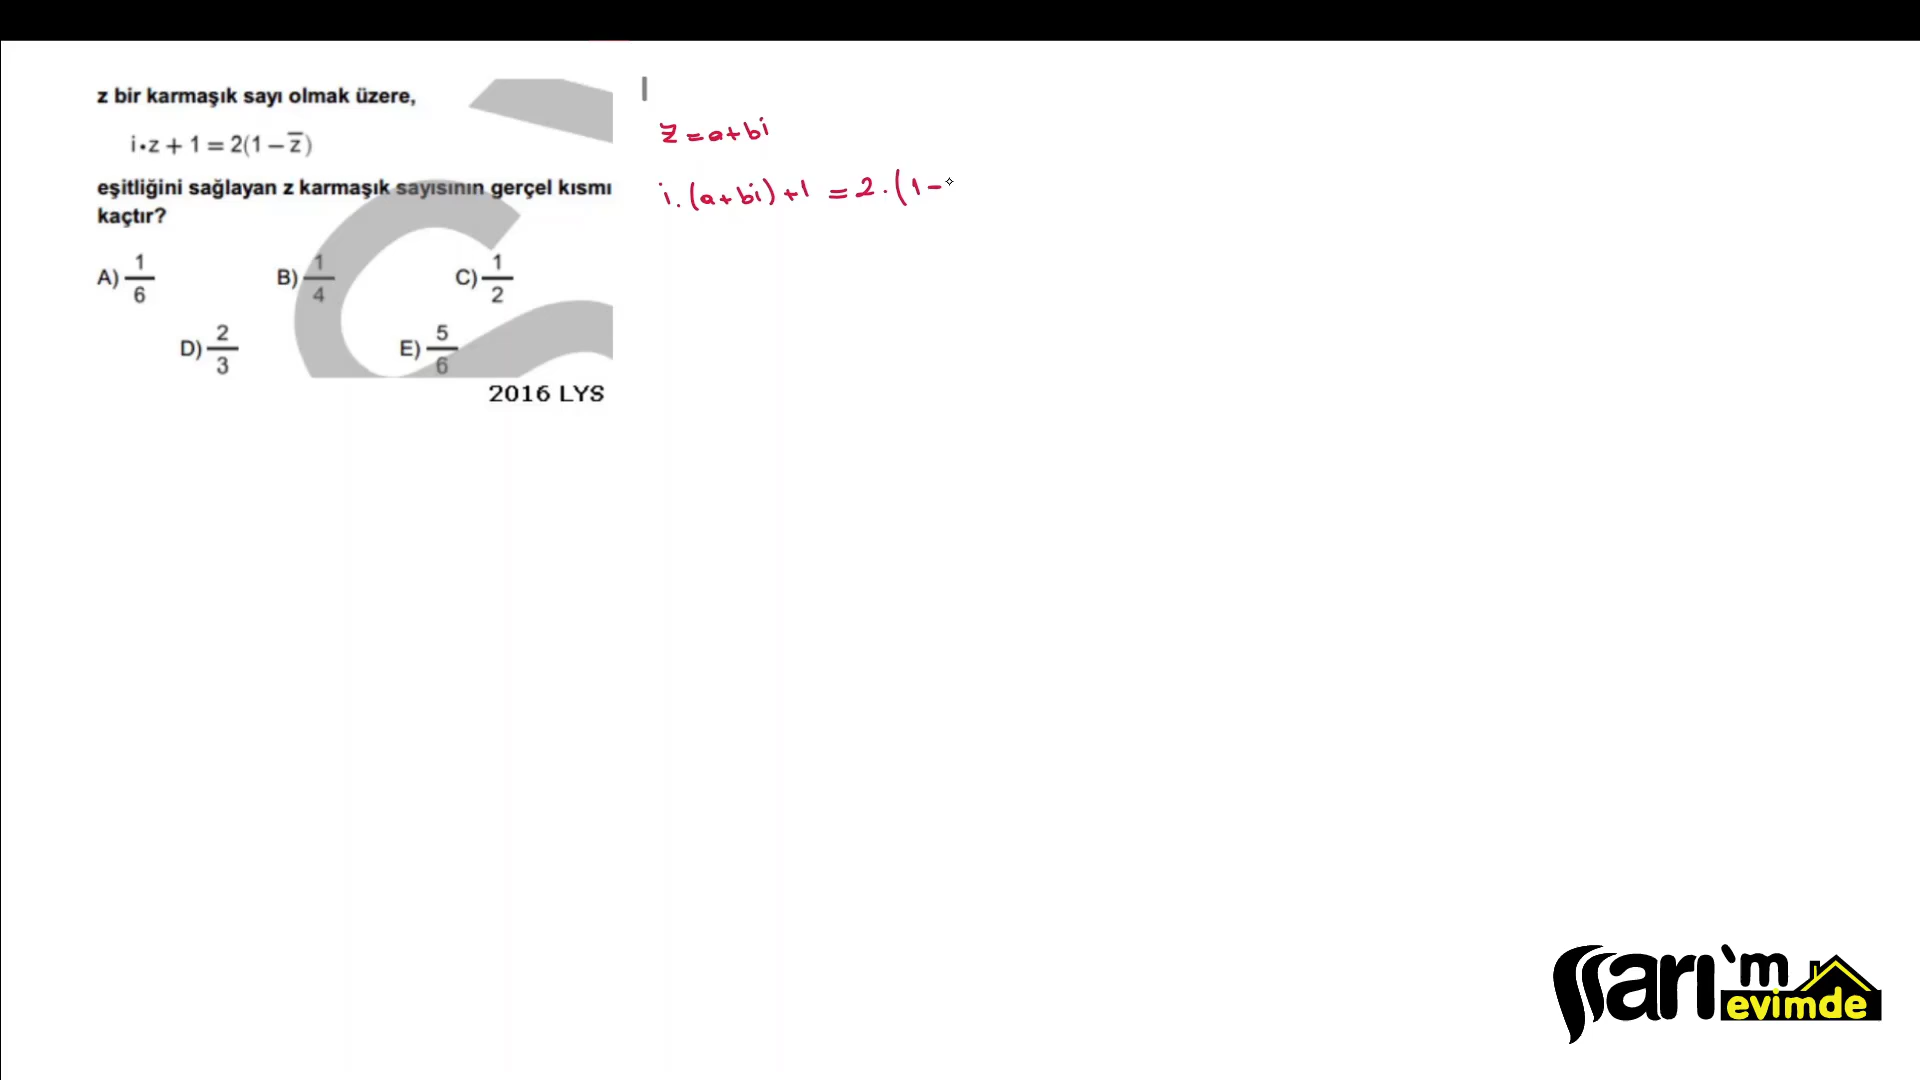 z bir karmaşık sayı olmak üzere,
i•z + 1 = 2(1 − z̅)
eşitliğini sağlayan z karmaşık sayısının gerçel kısmı
kaçtır?
A) 1/6 B) 1/4 C) 1/2
D) 2/3 E) 5/6
2016 LYS
z = a+bi
i.(a+bi)+1 = 2.(1−
sarı'm
evimde